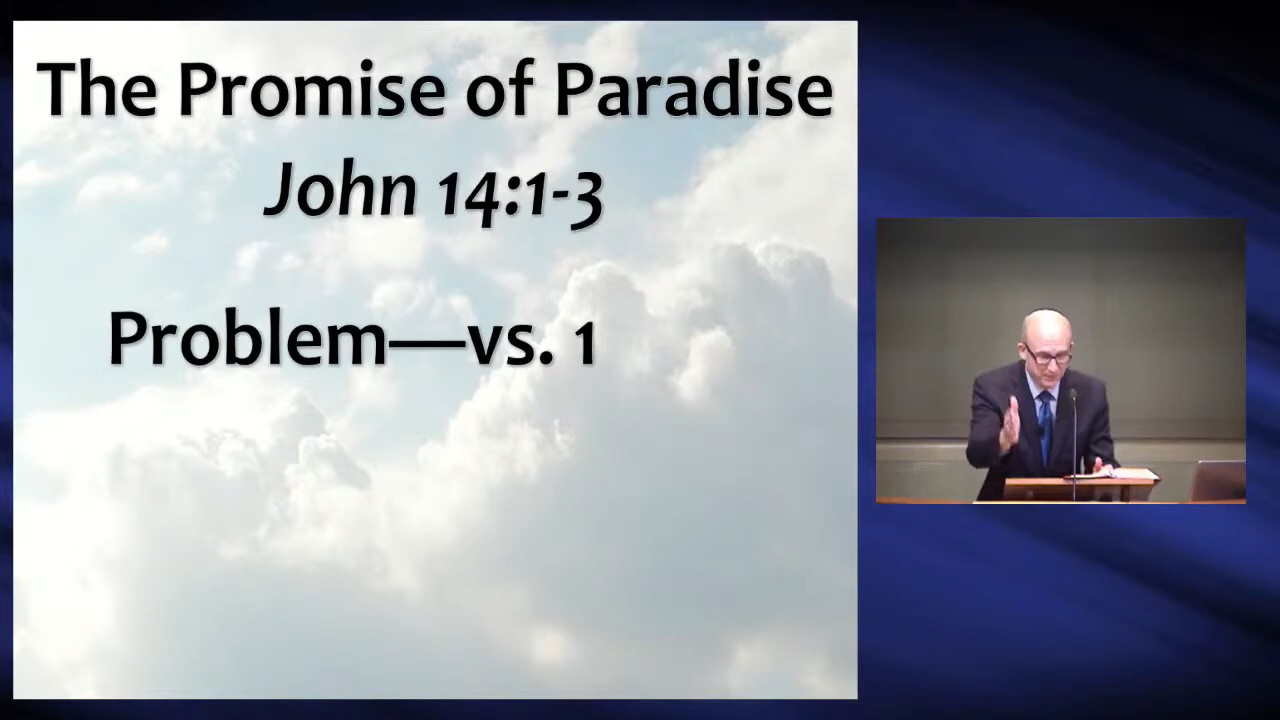 The Promise of Paradise
John 14:1-3
Problem—vs. 1